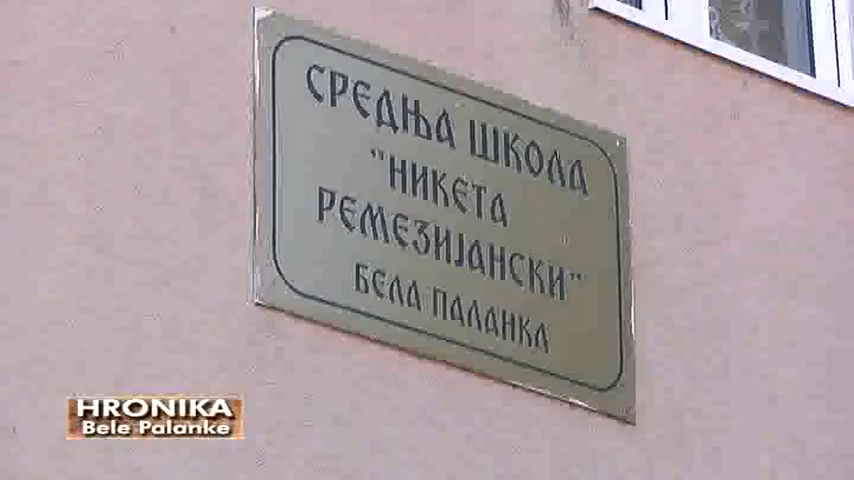 СРЕДЊА ШКОЛА
"НИКЕТА
РЕМЕЗИЈАНСКИ"
БЕЛА ПАЛАНКА
HRONIKA
Bele Palanke